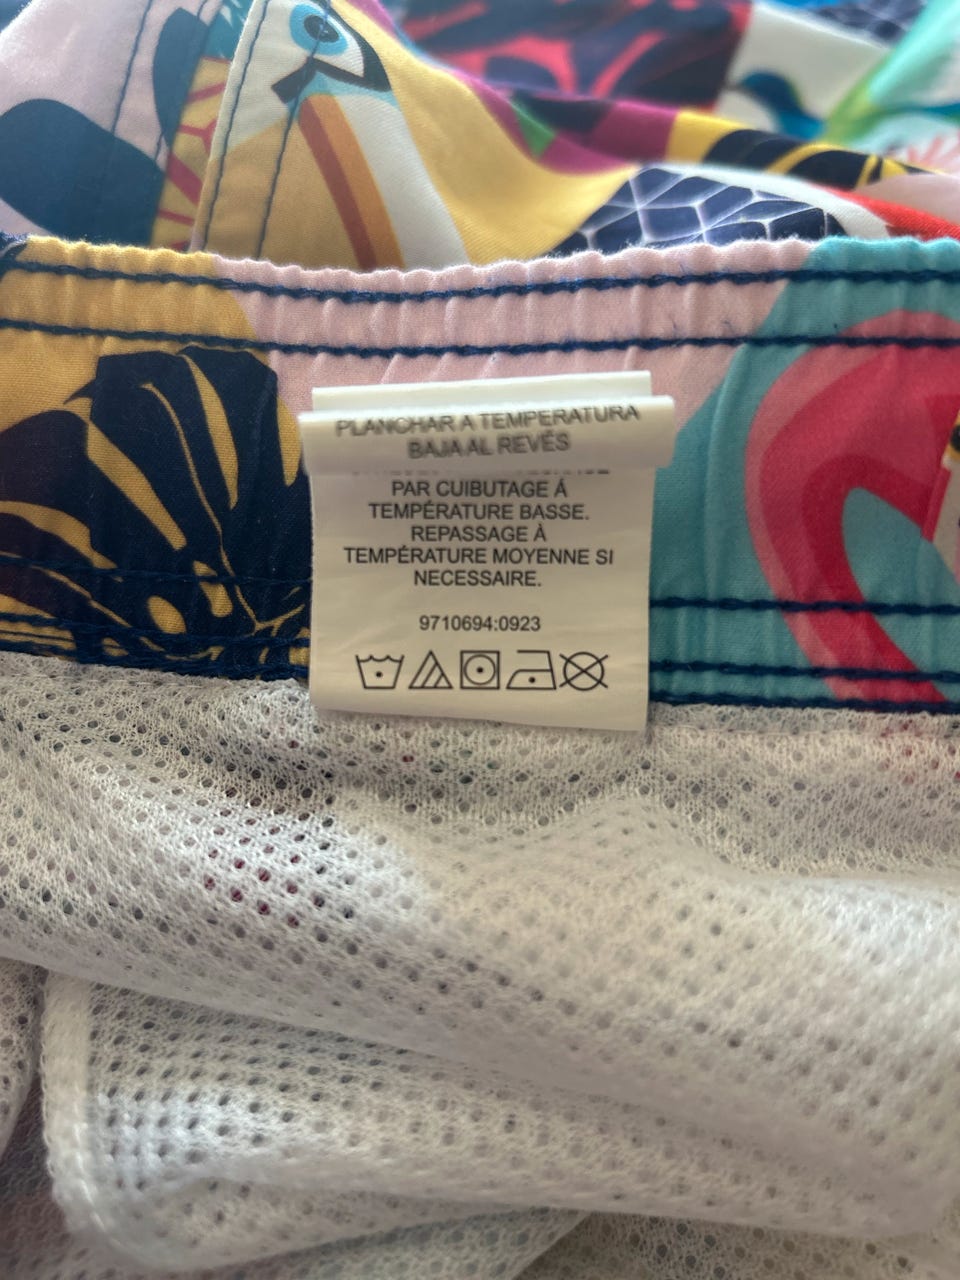 PLANCHAR A TEMPERATURA
BAJA AL REVÉS
PAR CUIBUTAGE Á
TEMPÉRATURE BASSE.
REPASSAGE À
TEMPÉRATURE MOYENNE SI
NECESSAIRE.
9710694:0923